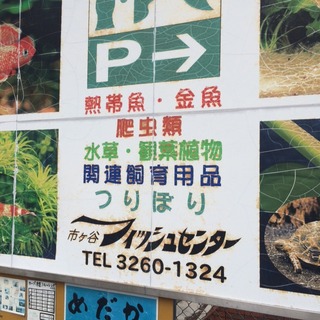 P→
熱帯魚・金魚
爬虫類
水草・観葉植物
関連飼育用品
つりぼり
市ヶ谷フィッシュセンター
TEL 3260-1324
めだか